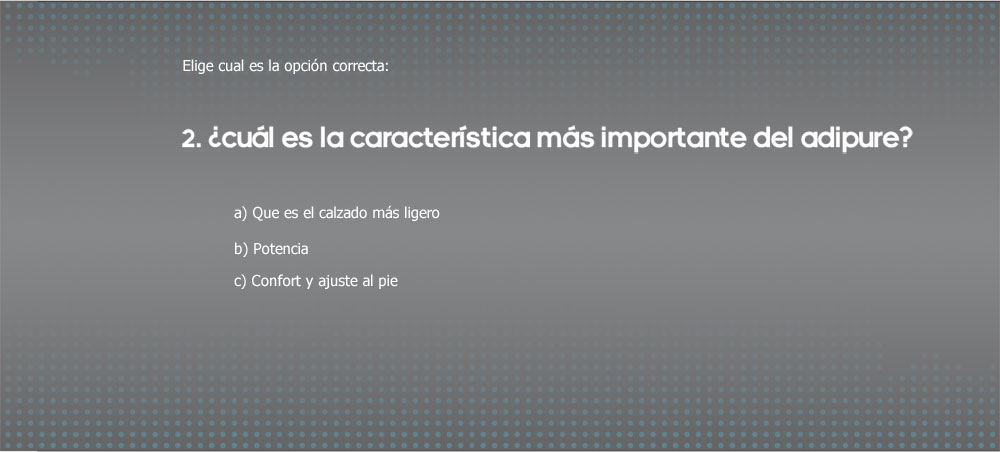 Elige cual es la opción correcta:
2. ¿cuál es la característica más importante del adipure?
a) Que es el calzado más ligero
b) Potencia
c) Confort y ajuste al pie